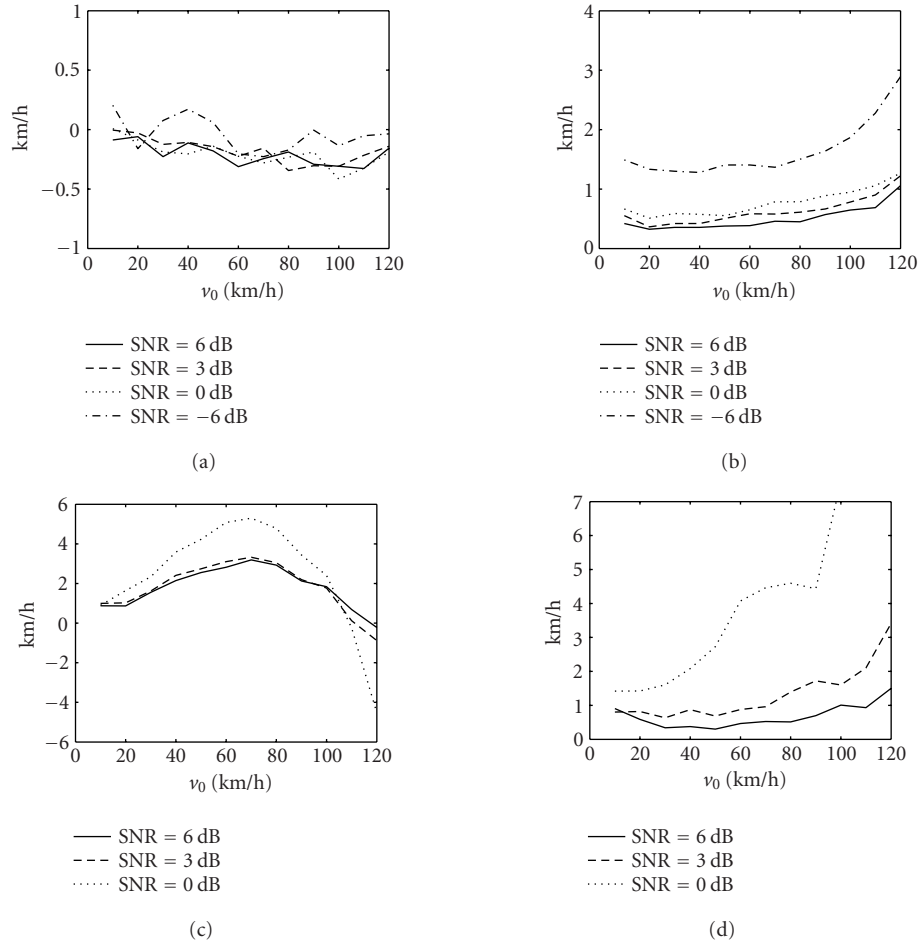 km/h
1
0.5
0
−0.5
−1
0 20 40 60 80 100 120
v0 (km/h)
SNR = 6 dB
SNR = 3 dB
SNR = 0 dB
SNR = −6 dB
(a)
km/h
4
3
2
1
0
0 20 40 60 80 100 120
v0 (km/h)
SNR = 6 dB
SNR = 3 dB
SNR = 0 dB
SNR = −6 dB
(b)
km/h
6
4
2
0
−2
−4
−6
0 20 40 60 80 100 120
v0 (km/h)
SNR = 6 dB
SNR = 3 dB
SNR = 0 dB
(c)
km/h
7
6
5
4
3
2
1
0
0 20 40 60 80 100 120
v0 (km/h)
SNR = 6 dB
SNR = 3 dB
SNR = 0 dB
(d)